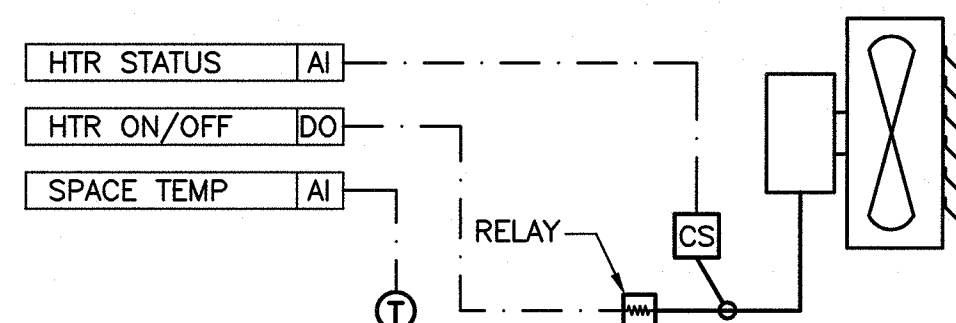 HTR STATUS AI
HTR ON/OFF DO
SPACE TEMP AI
RELAY
CS
T